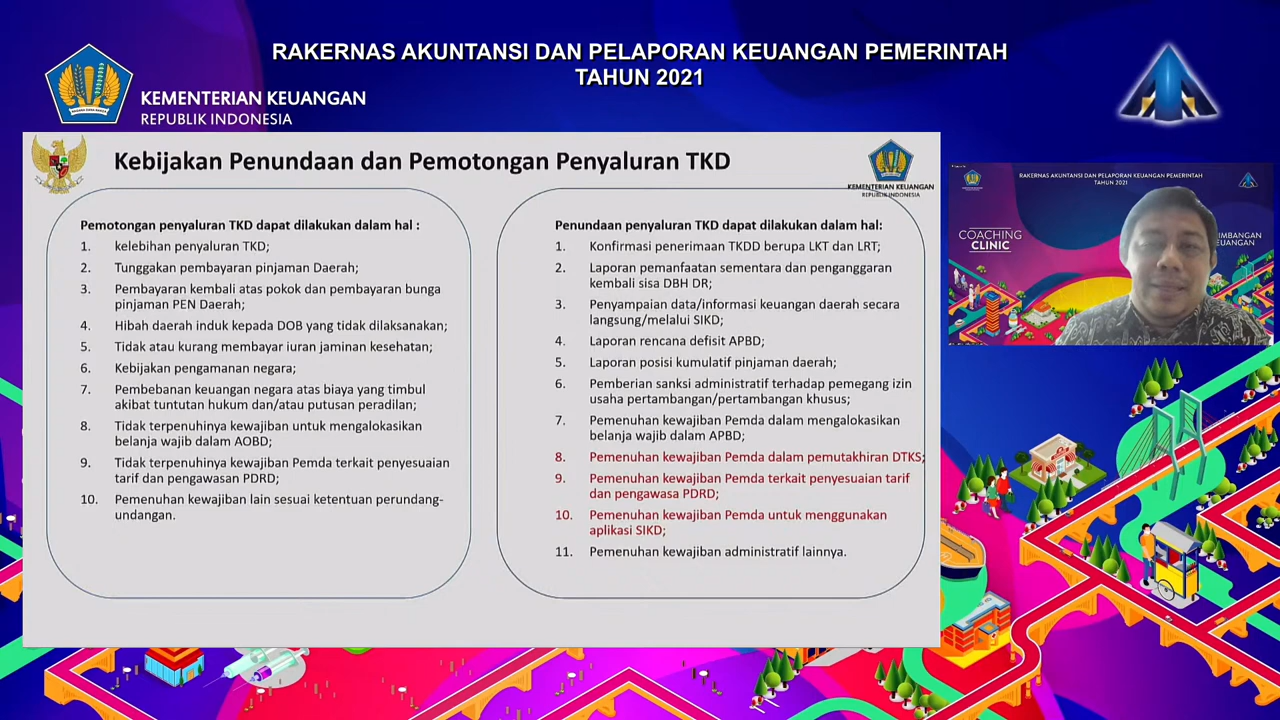 RAKERNAS AKUNTANSI DAN PELAPORAN KEUANGAN PEMERINTAH
TAHUN 2021
KEMENTERIAN KEUANGAN
REPUBLIK INDONESIA
Kebijakan Penundaan dan Pemotongan Penyaluran TKD
KEMENTERIAN KEUANGAN
REPUBLIK INDONESIA
Pemotongan penyaluran TKD dapat dilakukan dalam hal :
1. kelebihan penyaluran TKD;
2. Tunggakan pembayaran pinjaman Daerah;
3. Pembayaran kembali atas pokok dan pembayaran bunga
pinjaman PEN Daerah;
4. Hibah daerah induk kepada DOB yang tidak dilaksanakan;
5. Tidak atau kurang membayar iuran jaminan kesehatan;
6. Kebijakan pengamanan negara;
7. Pembebanan keuangan negara atas biaya yang timbul
akibat tuntutan hukum dan/atau putusan peradilan;
8. Tidak terpenuhinya kewajiban untuk mengalokasikan
belanja wajib dalam AOBD;
9. Tidak terpenuhinya kewajiban Pemda terkait penyesuaian
tarif dan pengawasan PDRD;
10. Pemenuhan kewajiban lain sesuai ketentuan perundang-
undangan.
Penundaan penyaluran TKD dapat dilakukan dalam hal:
1. Konfirmasi penerimaan TKDD berupa LKT dan LRT;
2. Laporan pemanfaatan sementara dan penganggaran
kembali sisa DBH DR;
3. Penyampaian data/informasi keuangan daerah secara
langsung/melalui SIKD;
4. Laporan rencana defisit APBD;
5. Laporan posisi kumulatif pinjaman daerah;
6. Pemberian sanksi administratif terhadap pemegang izin
usaha pertambangan/pertambangan khusus;
7. Pemenuhan kewajiban Pemda dalam mengalokasikan
belanja wajib dalam APBD;
8. Pemenuhan kewajiban Pemda dalam pemutakhiran DTKS;
9. Pemenuhan kewajiban Pemda terkait penyesuaian tarif
dan pengawasa PDRD;
10. Pemenuhan kewajiban Pemda untuk menggunakan
aplikasi SIKD;
11. Pemenuhan kewajiban administratif lainnya.
RAKERNAS AKUNTANSI DAN PELAPORAN KEUANGAN PEMERINTAH
TAHUN 2021
COACHING
CLINIC
IMBANGAN
EUANGAN